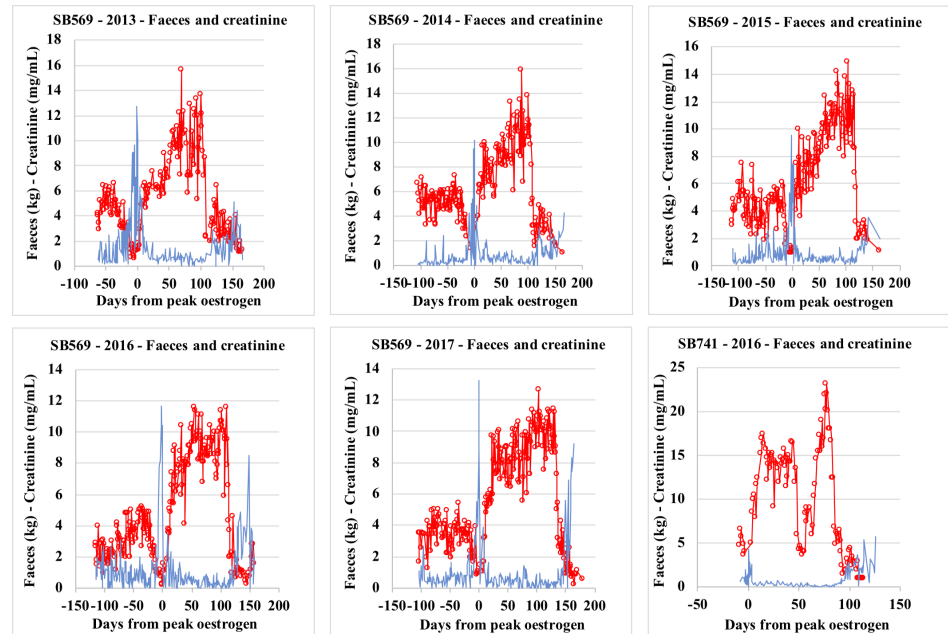 SB569 - 2013 - Faeces and creatinine
Faeces (kg) - Creatinine (mg/mL)
18
16
14
12
10
8
6
4
2
0
-100 -50 0 50 100 150 200
Days from peak oestrogen
SB569 - 2014 - Faeces and creatinine
Faeces (kg) - Creatinine (mg/mL)
18
16
14
12
10
8
6
4
2
0
-150 -100 -50 0 50 100 150 200
Days from peak oestrogen
SB569 - 2015 - Faeces and creatinine
Faeces (kg) - Creatinine (mg/mL)
16
14
12
10
8
6
4
2
0
-150 -100 -50 0 50 100 150 200
Days from peak oestrogen
SB569 - 2016 - Faeces and creatinine
Faeces (kg) - Creatinine (mg/mL)
14
12
10
8
6
4
2
0
-150 -100 -50 0 50 100 150 200
Days from peak oestrogen
SB569 - 2017 - Faeces and creatinine
Faeces (kg) - Creatinine (mg/mL)
14
12
10
8
6
4
2
0
-150 -100 -50 0 50 100 150 200
Days from peak oestrogen
SB741 - 2016 - Faeces and creatinine
Faeces (kg) - Creatinine (mg/mL)
25
20
15
10
5
0
-50 0 50 100 150
Days from peak oestrogen